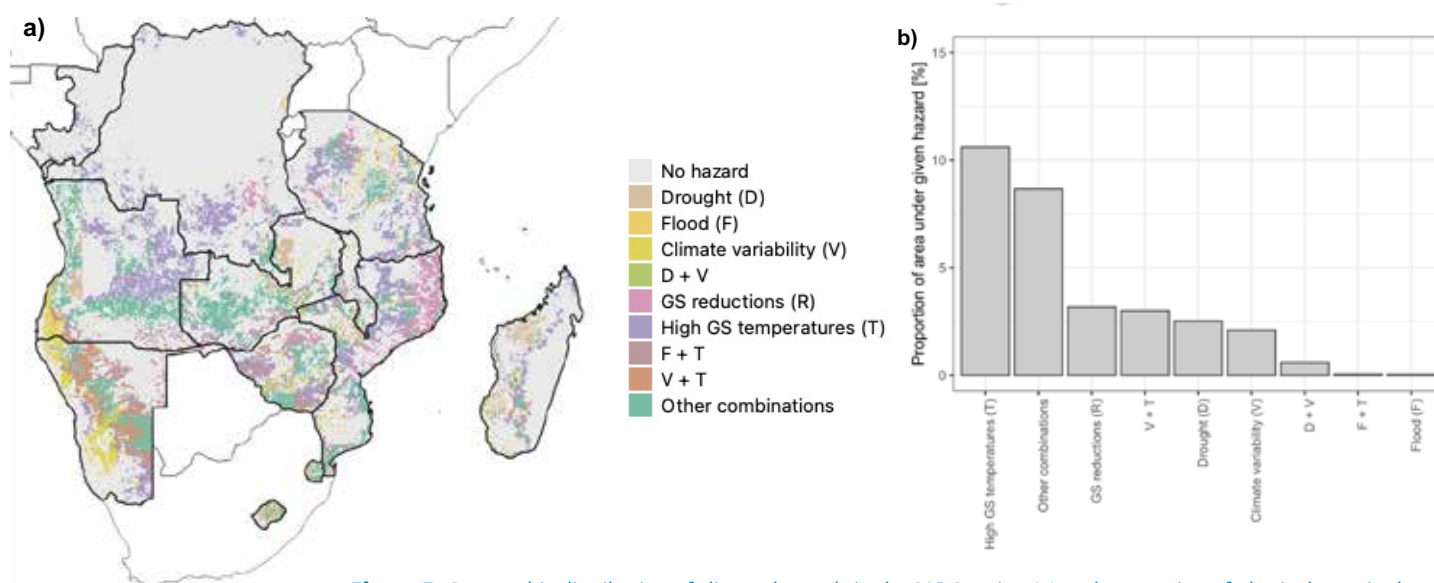 a)
No hazard
Drought (D)
Flood (F)
Climate variability (V)
D + V
GS reductions (R)
High GS temperatures (T)
F + T
V + T
Other combinations
b)
Proportion of area under given hazard [%]
15
10
5
0
High GS temperatures (T)
Other combinations
GS reductions (R)
V + T
Drought (D)
Climate variability (V)
D + V
F + T
Flood (F)